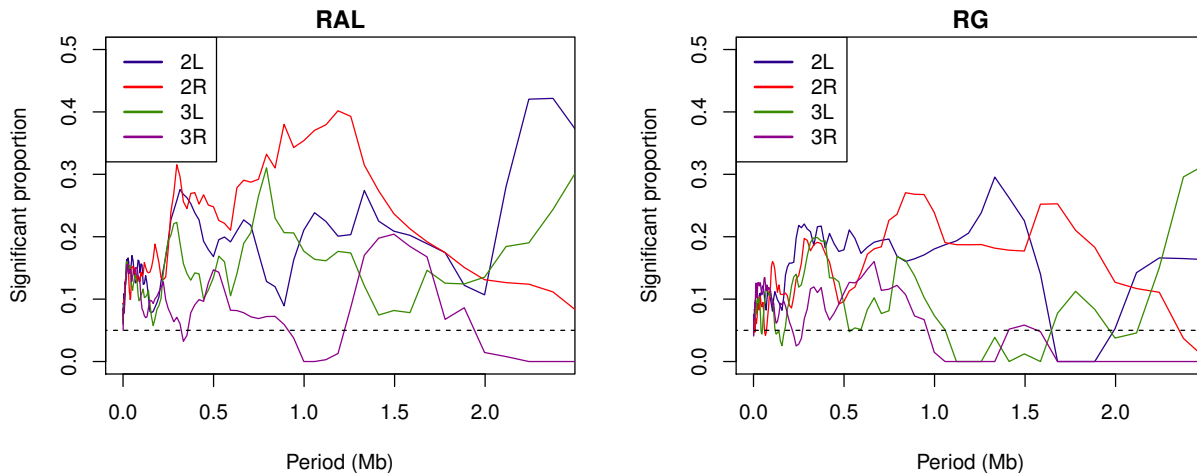 RAL
Significant proportion
0.5
0.4
0.3
0.2
0.1
0.0
2L
2R
3L
3R
0.0 0.5 1.0 1.5 2.0
Period (Mb)
RG
Significant proportion
0.5
0.4
0.3
0.2
0.1
0.0
2L
2R
3L
3R
0.0 0.5 1.0 1.5 2.0
Period (Mb)